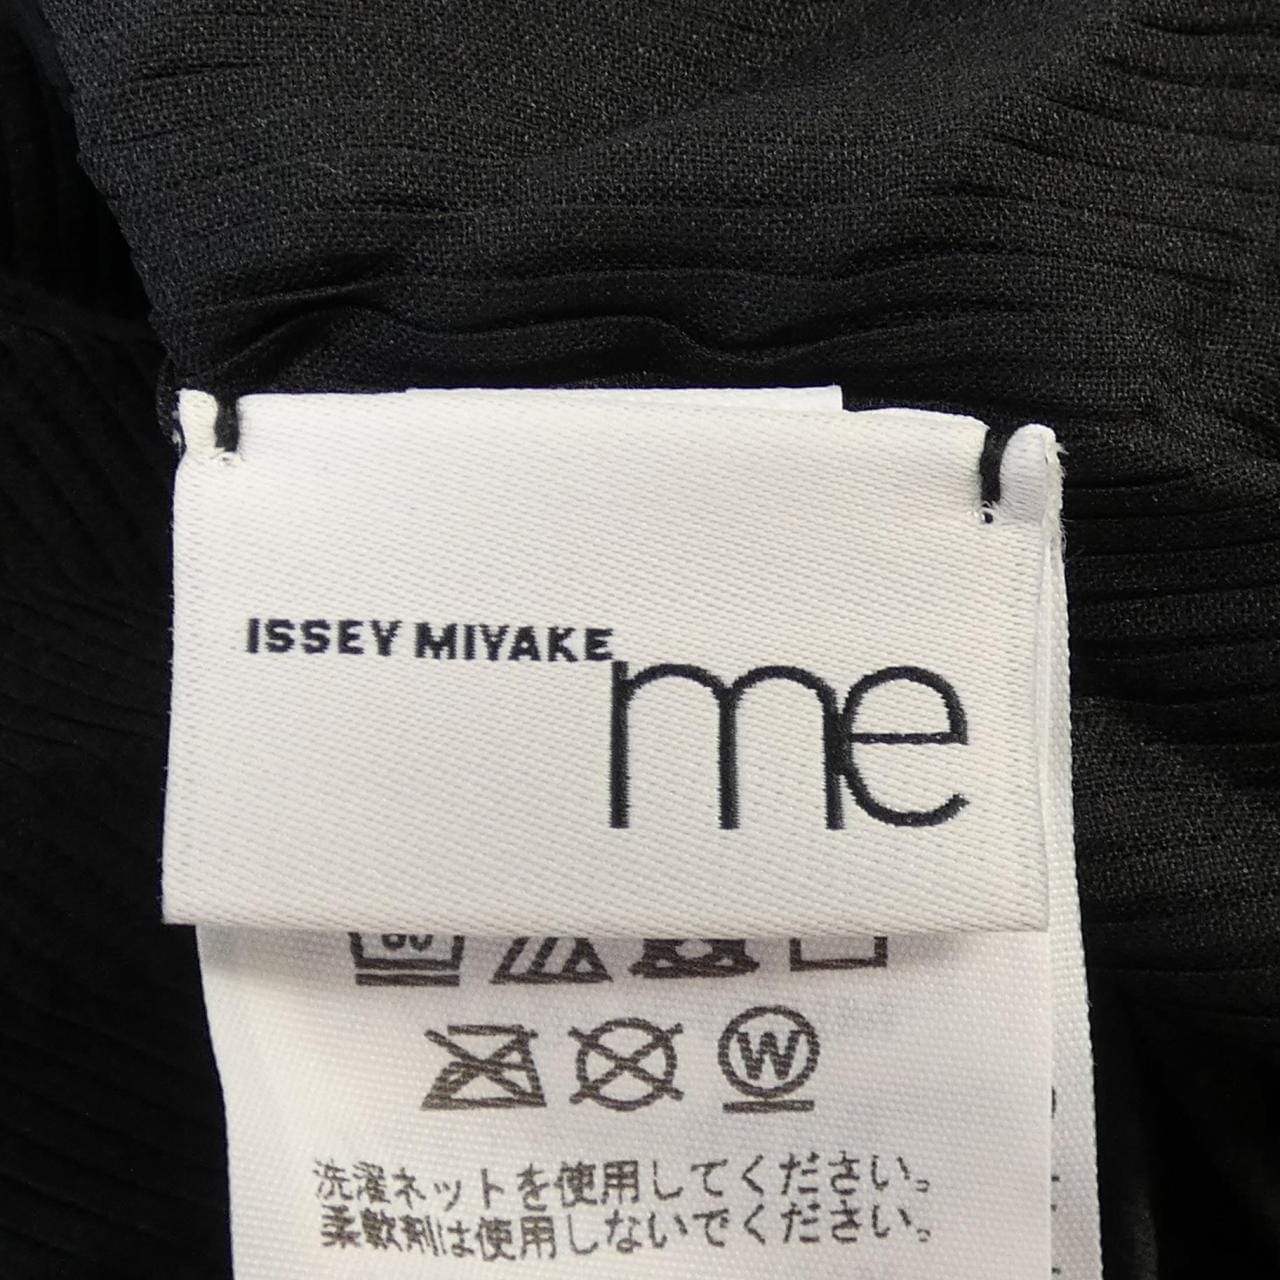 ISSEY MIYAKE
me
W
洗濯ネットを使用してください。
柔軟剤は使用しないでください。